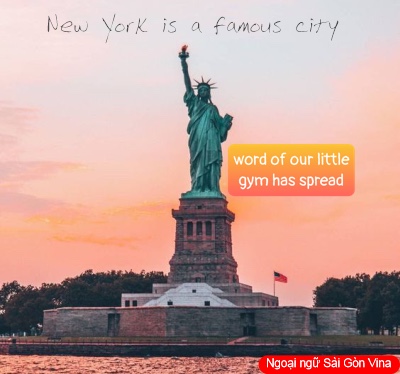 New York is a famous city
word of our little
gym has spread
Ngoại ngữ Sài Gòn Vina